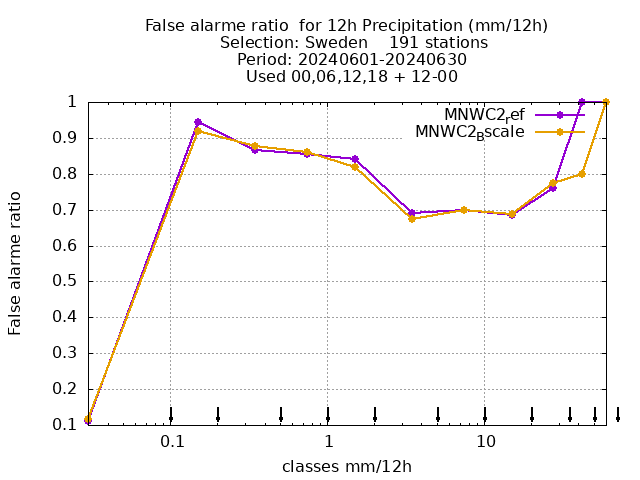 False alarme ratio  for 12h Precipitation (mm/12h)
Selection: Sweden    191 stations
Period: 20240601-20240630
Used 00,06,12,18 + 12-00
MNWC2ref
MNWC2Bscale
False alarme ratio
1
0.9
0.8
0.7
0.6
0.5
0.4
0.3
0.2
0.1
0.1 1 10
classes mm/12h